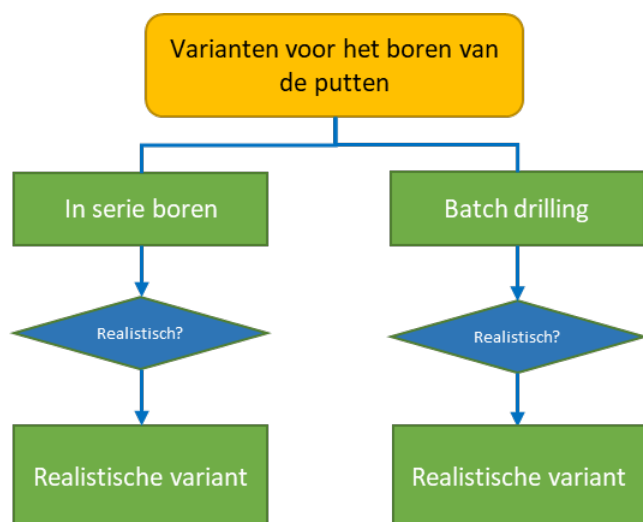 Varianten voor het boren van
de putten
In serie boren
Batch drilling
Realistisch?
Realistisch?
Realistische variant
Realistische variant